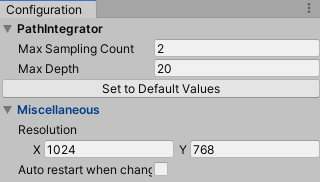 Configuration
PathIntegrator
Max Sampling Count 2
Max Depth 20
Set to Default Values
Miscellaneous
Resolution
X 1024 Y 768
Auto restart when chang